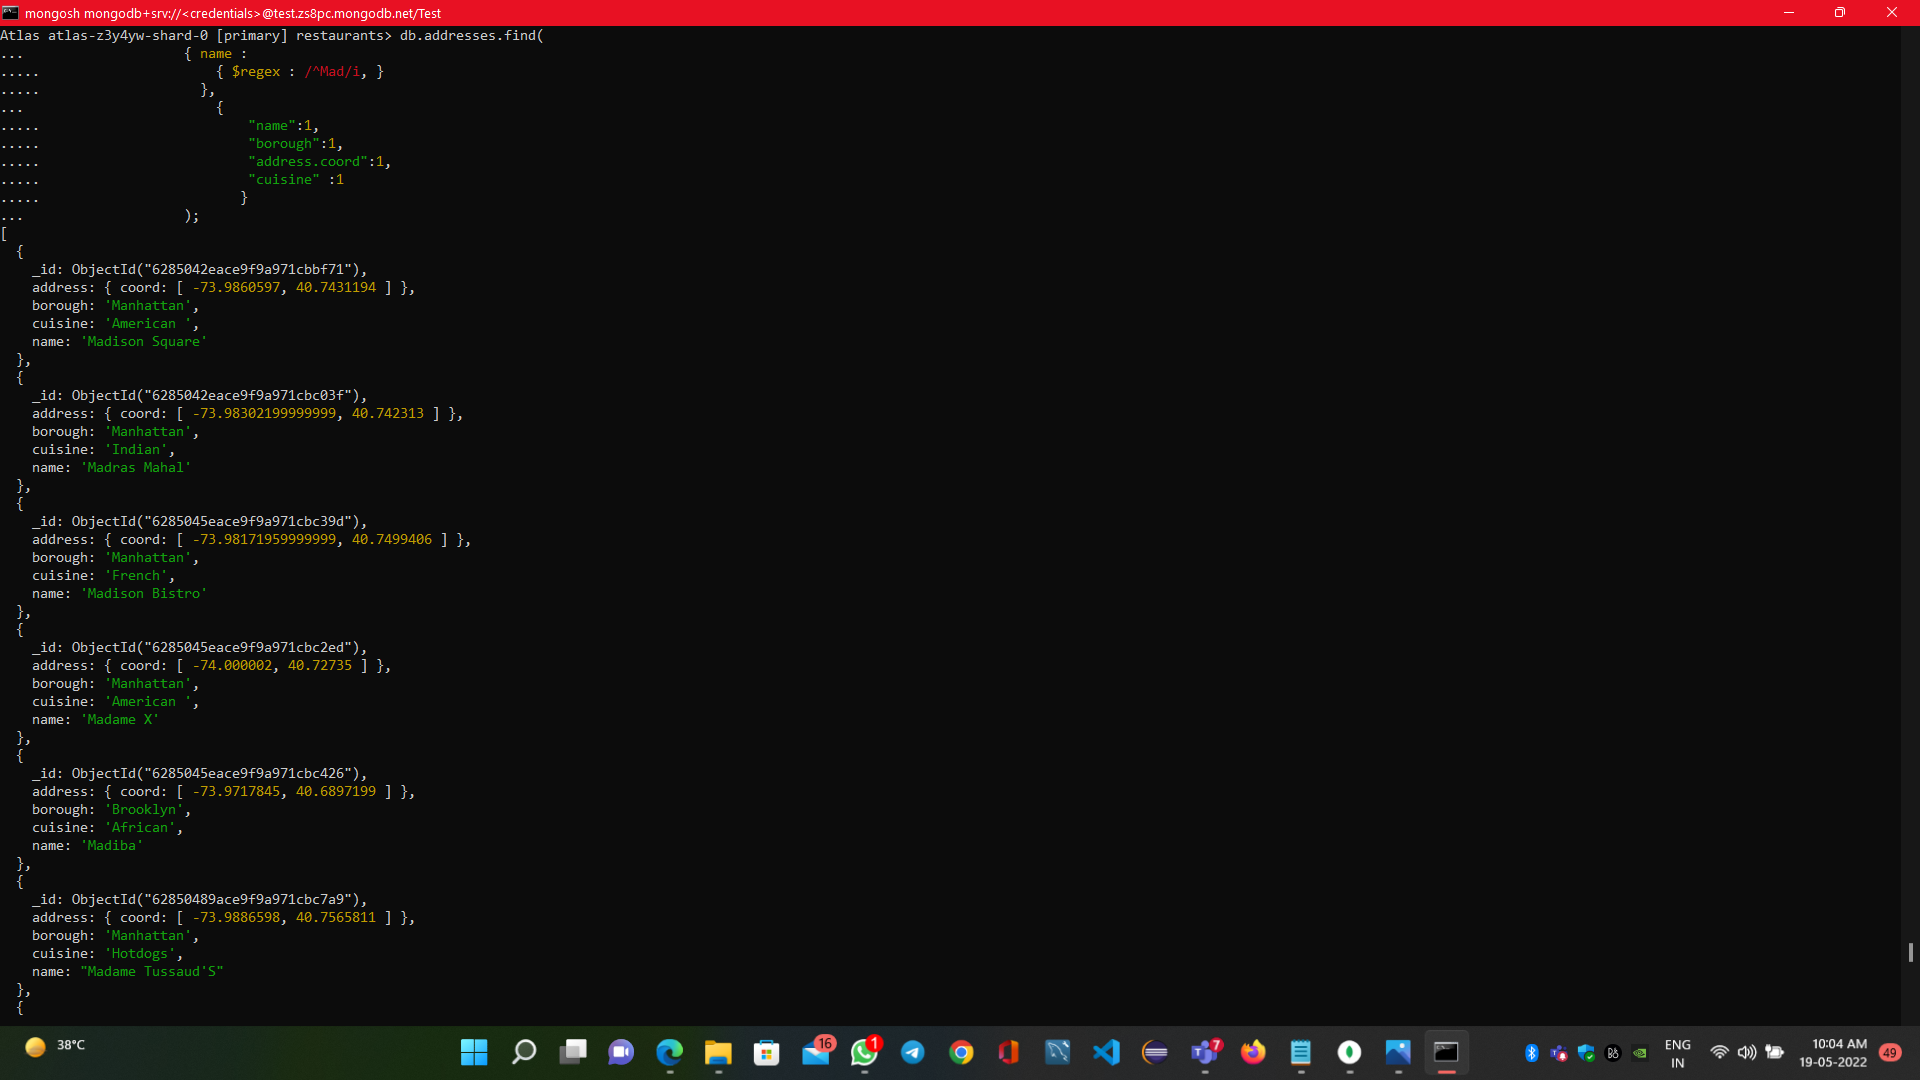 mongosh mongodb+srv://<credentials>@test.zs8pc.mongodb.net/Test
Atlas atlas-z3y4yw-shard-0 [primary] restaurants> db.addresses.find(
... { name :
..... { $regex : /^Mad/i, }
..... },
... {
..... "name":1,
..... "borough":1,
..... "address.coord":1,
..... "cuisine" :1
..... }
... );
[
{
_id: ObjectId("6285042eace9f9a971cbbf71"),
address: { coord: [ -73.9860597, 40.7431194 ] },
borough: 'Manhattan',
cuisine: 'American ',
name: 'Madison Square'
},
{
_id: ObjectId("6285042eace9f9a971cbc03f"),
address: { coord: [ -73.98302199999999, 40.742313 ] },
borough: 'Manhattan',
cuisine: 'Indian',
name: 'Madras Mahal'
},
{
_id: ObjectId("6285045eace9f9a971cbc39d"),
address: { coord: [ -73.98171959999999, 40.7499406 ] },
borough: 'Manhattan',
cuisine: 'French',
name: 'Madison Bistro'
},
{
_id: ObjectId("6285045eace9f9a971cbc2ed"),
address: { coord: [ -74.000002, 40.72735 ] },
borough: 'Manhattan',
cuisine: 'American ',
name: 'Madame X'
},
{
_id: ObjectId("6285045eace9f9a971cbc426"),
address: { coord: [ -73.9717845, 40.6897199 ] },
borough: 'Brooklyn',
cuisine: 'African',
name: 'Madiba'
},
{
_id: ObjectId("62850489ace9f9a971cbc7a9"),
address: { coord: [ -73.9886598, 40.7565811 ] },
borough: 'Manhattan',
cuisine: 'Hotdogs',
name: "Madame Tussaud'S"
},
{
38°C
16
1
7
ENG
IN
10:04 AM
19-05-2022
49